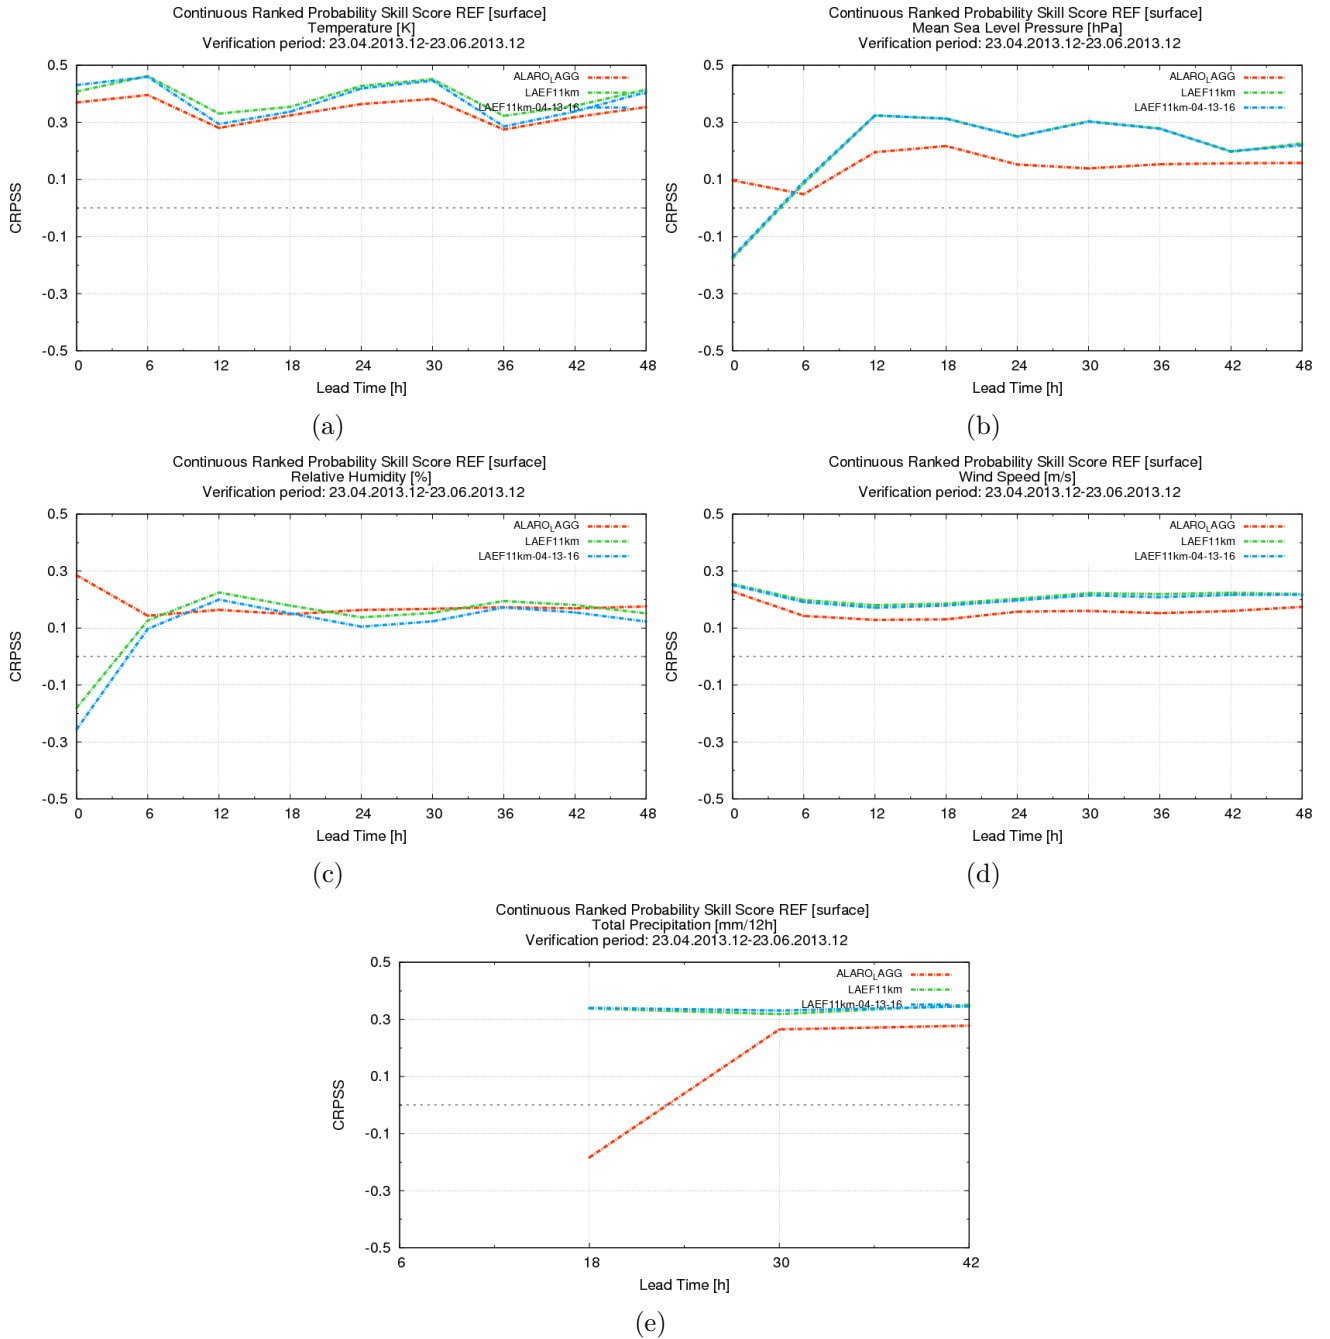 Continuous Ranked Probability Skill Score REF [surface]
Temperature [K]
Verification period: 23.04.2013.12-23.06.2013.12
ALARO_LAGG
LAEF11km
LAEF11km-04-13-16
CRPSS
0.5
0.3
0.1
-0.1
-0.3
-0.5
0 6 12 18 24 30 36 42 48
Lead Time [h]
(a)
Continuous Ranked Probability Skill Score REF [surface]
Mean Sea Level Pressure [hPa]
Verification period: 23.04.2013.12-23.06.2013.12
ALARO_LAGG
LAEF11km
LAEF11km-04-13-16
CRPSS
0.5
0.3
0.1
-0.1
-0.3
-0.5
0 6 12 18 24 30 36 42 48
Lead Time [h]
(b)
Continuous Ranked Probability Skill Score REF [surface]
Relative Humidity [%]
Verification period: 23.04.2013.12-23.06.2013.12
ALARO_LAGG
LAEF11km
LAEF11km-04-13-16
CRPSS
0.5
0.3
0.1
-0.1
-0.3
-0.5
0 6 12 18 24 30 36 42 48
Lead Time [h]
(c)
Continuous Ranked Probability Skill Score REF [surface]
Wind Speed [m/s]
Verification period: 23.04.2013.12-23.06.2013.12
ALARO_LAGG
LAEF11km
LAEF11km-04-13-16
CRPSS
0.5
0.3
0.1
-0.1
-0.3
-0.5
0 6 12 18 24 30 36 42 48
Lead Time [h]
(d)
Continuous Ranked Probability Skill Score REF [surface]
Total Precipitation [mm/12h]
Verification period: 23.04.2013.12-23.06.2013.12
ALARO_LAGG
LAEF11km
LAEF11km-04-13-16
CRPSS
0.5
0.3
0.1
-0.1
-0.3
-0.5
6 18 30 42
Lead Time [h]
(e)